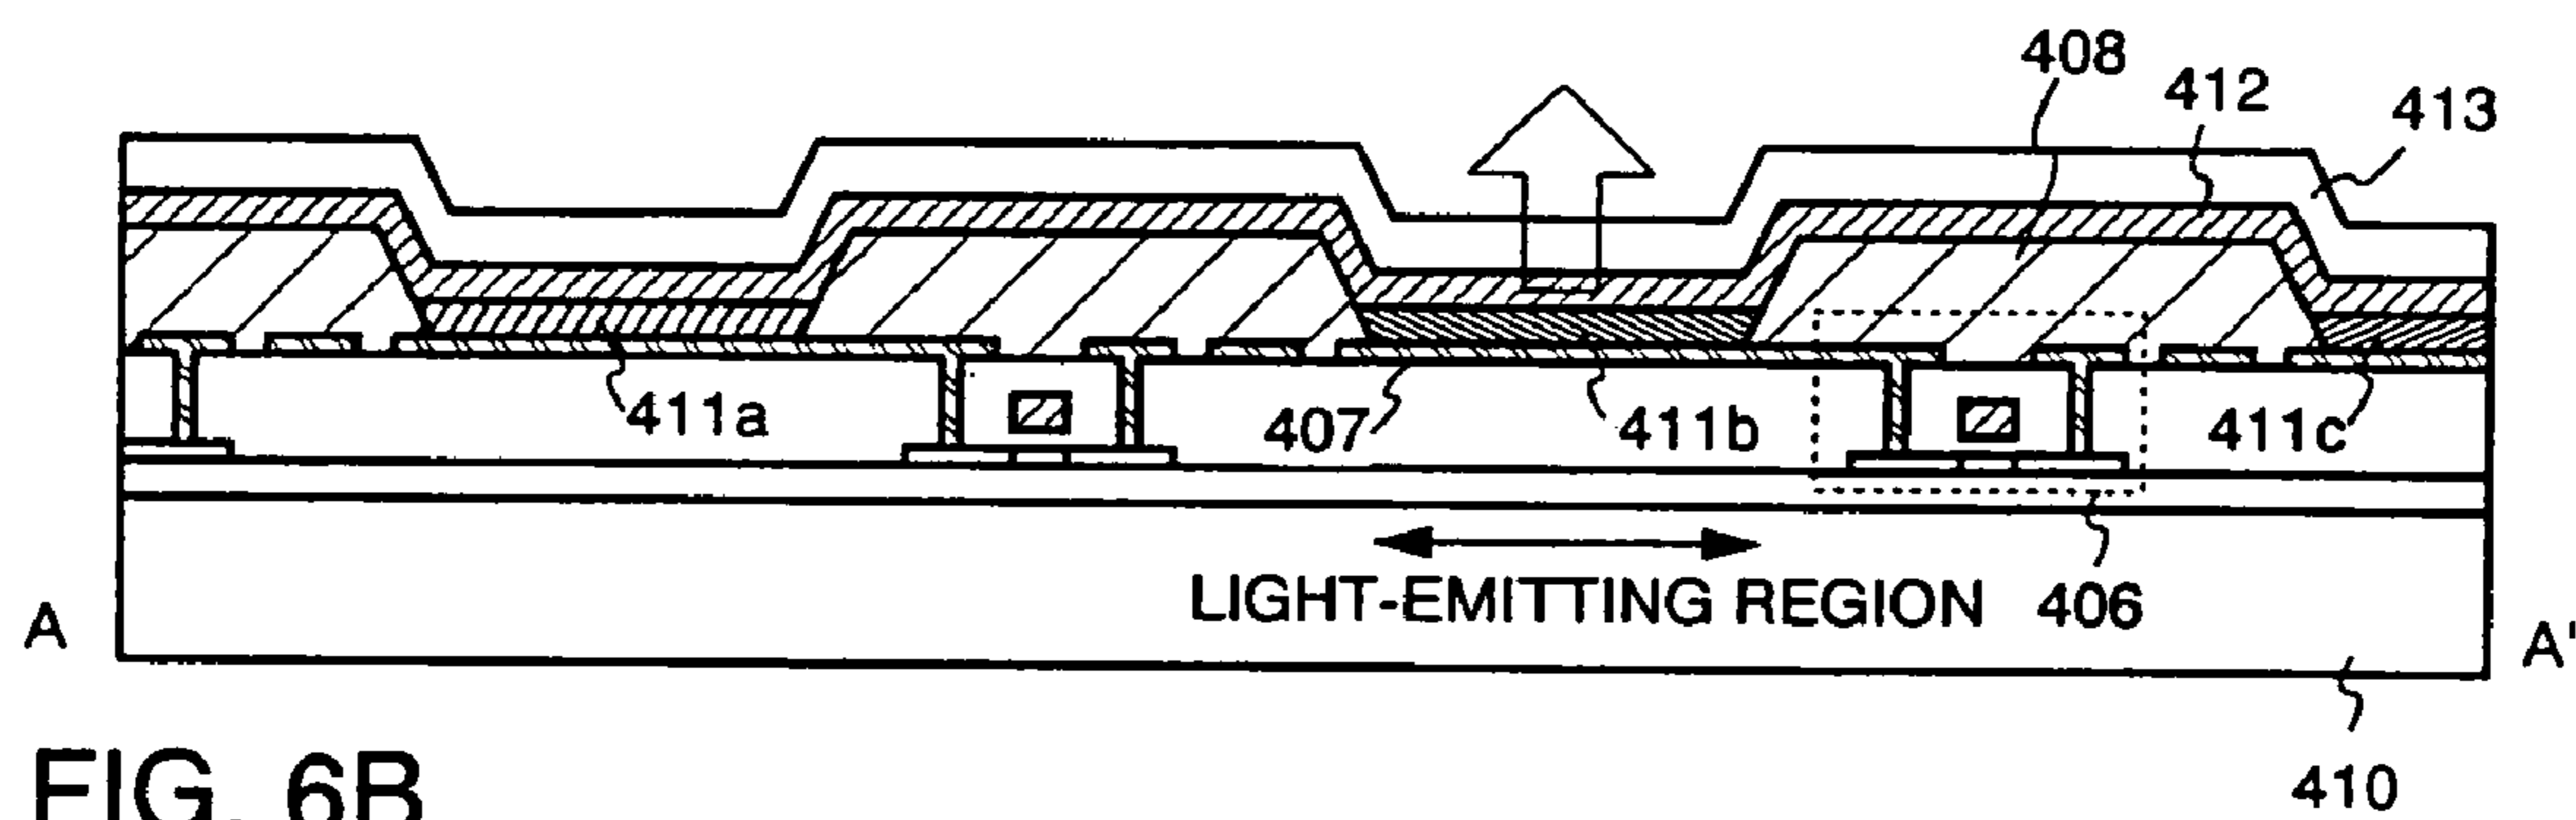 408
412
413
411a
407
411b
411c
LIGHT-EMITTING REGION
406
A
A'
410
FIG. 6B